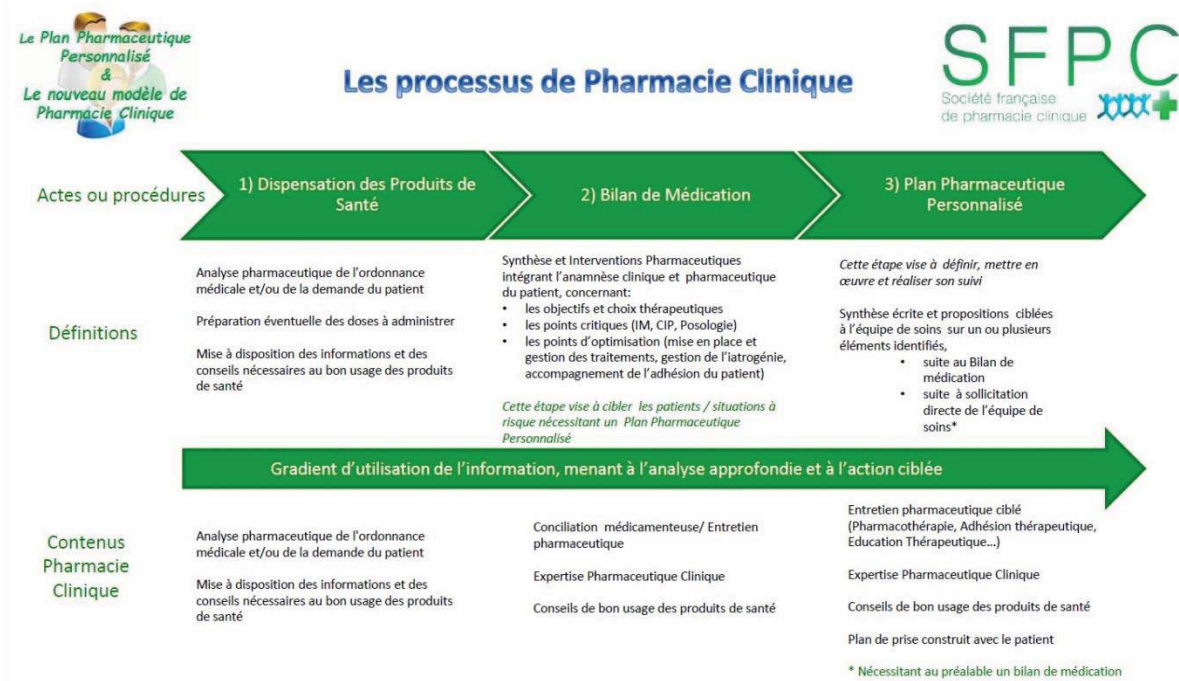 Le Plan Pharmaceutique
Personnalisé
&
Le nouveau modèle de
Pharmacie Clinique
Les processus de Pharmacie Clinique
SFPC
Société française
de pharmacie clinique
Actes ou procédures
1) Dispensation des Produits de
Santé
2) Bilan de Médication
3) Plan Pharmaceutique
Personnalisé
Définitions
Analyse pharmaceutique de l'ordonnance
médicale et/ou de la demande du patient
Préparation éventuelle des doses à administrer
Mise à disposition des informations et des
conseils nécessaires au bon usage des produits
de santé
Synthèse et Interventions Pharmaceutiques
intégrant l'anamnèse clinique et pharmaceutique
du patient, concernant:
• les objectifs et choix thérapeutiques
• les points critiques (IM, CIP, Posologie)
• les points d'optimisation (mise en place et
gestion des traitements, gestion de l'iatrogénie,
accompagnement de l'adhésion du patient)
Cette étape vise à cibler les patients / situations à
risque nécessitant un Plan Pharmaceutique
Personnalisé
Cette étape vise à définir, mettre en
œuvre et réaliser son suivi
Synthèse écrite et propositions ciblées
à l'équipe de soins sur un ou plusieurs
éléments identifiés,
• suite au Bilan de
médication
• suite à sollicitation
directe de l'équipe de
soins*
Gradient d'utilisation de l'information, menant à l'analyse approfondie et à l'action ciblée
Contenus
Pharmacie
Clinique
Analyse pharmaceutique de l'ordonnance
médicale et/ou de la demande du patient
Mise à disposition des informations et des
conseils nécessaires au bon usage des produits
de santé
Conciliation médicamenteuse/ Entretien
pharmaceutique
Expertise Pharmaceutique Clinique
Conseils de bon usage des produits de santé
Entretien pharmaceutique ciblé
(Pharmacothérapie, Adhésion thérapeutique,
Education Thérapeutique...)
Expertise Pharmaceutique Clinique
Conseils de bon usage des produits de santé
Plan de prise construit avec le patient
* Nécessitant au préalable un bilan de médication